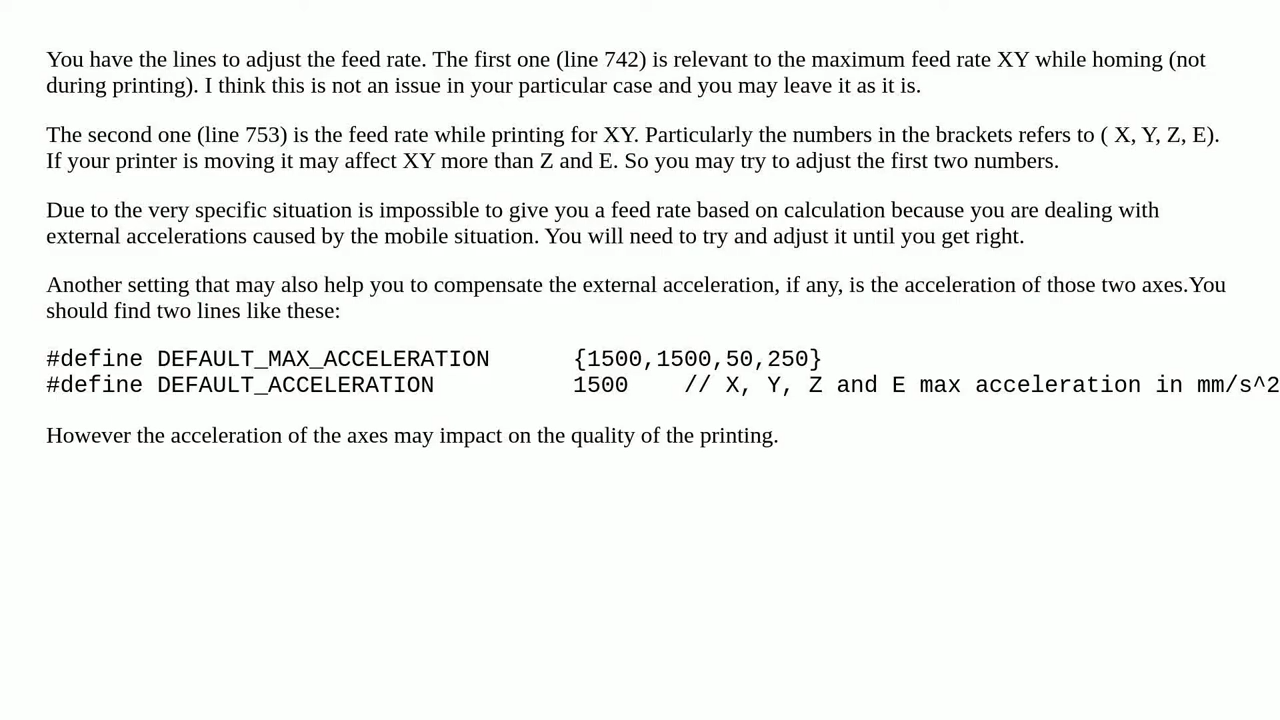 You have the lines to adjust the feed rate. The first one (line 742) is relevant to the maximum feed rate XY while homing (not
during printing). I think this is not an issue in your particular case and you may leave it as it is.
The second one (line 753) is the feed rate while printing for XY. Particularly the numbers in the brackets refers to ( X, Y, Z, E).
If your printer is moving it may affect XY more than Z and E. So you may try to adjust the first two numbers.
Due to the very specific situation is impossible to give you a feed rate based on calculation because you are dealing with
external accelerations caused by the mobile situation. You will need to try and adjust it until you get right.
Another setting that may also help you to compensate the external acceleration, if any, is the acceleration of those two axes.You
should find two lines like these:
#define DEFAULT_MAX_ACCELERATION      {1500,1500,50,250}
#define DEFAULT_ACCELERATION          1500    // X, Y, Z and E max acceleration in mm/s^2
However the acceleration of the axes may impact on the quality of the printing.